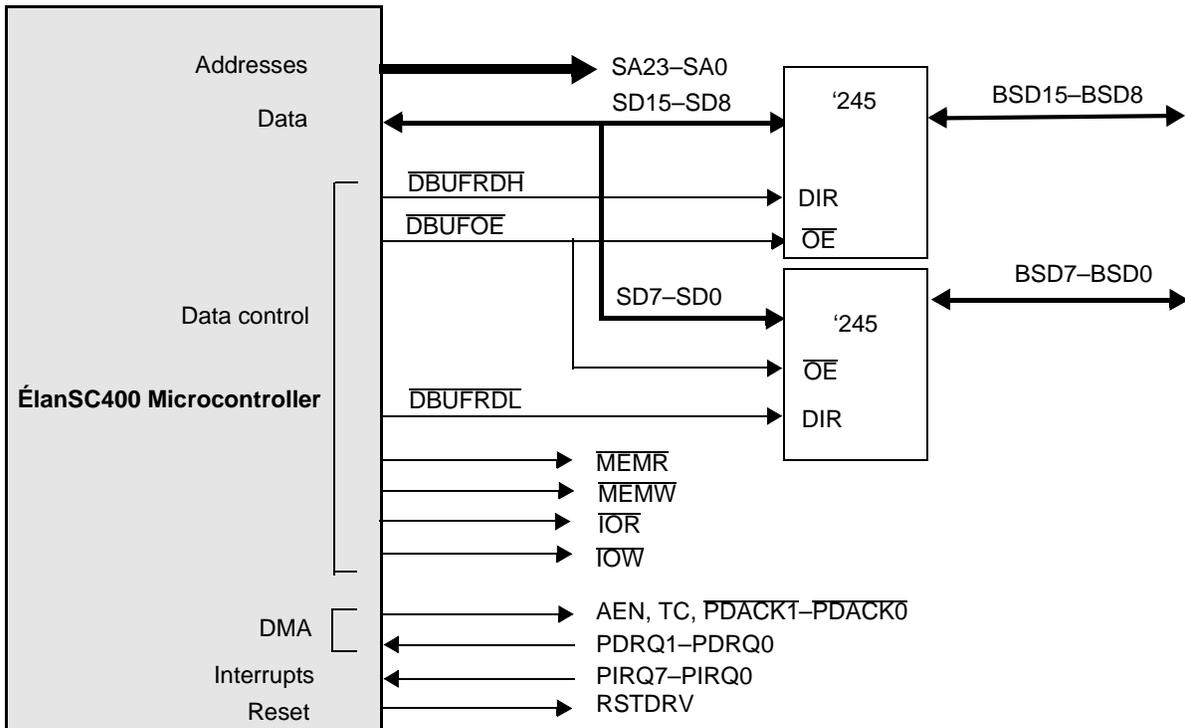 Addresses
SA23–SA0
SD15–SD8
‘245
BSD15–BSD8
Data
DBUFRDH
DIR
DBUFOE
OE
BSD7–BSD0
SD7–SD0
Data control
‘245
OE
ÉlanSC400 Microcontroller
DBUFRDL
DIR
MEMR
MEMW
IOR
IOW
AEN, TC, PDACK1–PDACK0
DMA
PDRQ1–PDRQ0
Interrupts
PIRQ7–PIRQ0
Reset
RSTDRV